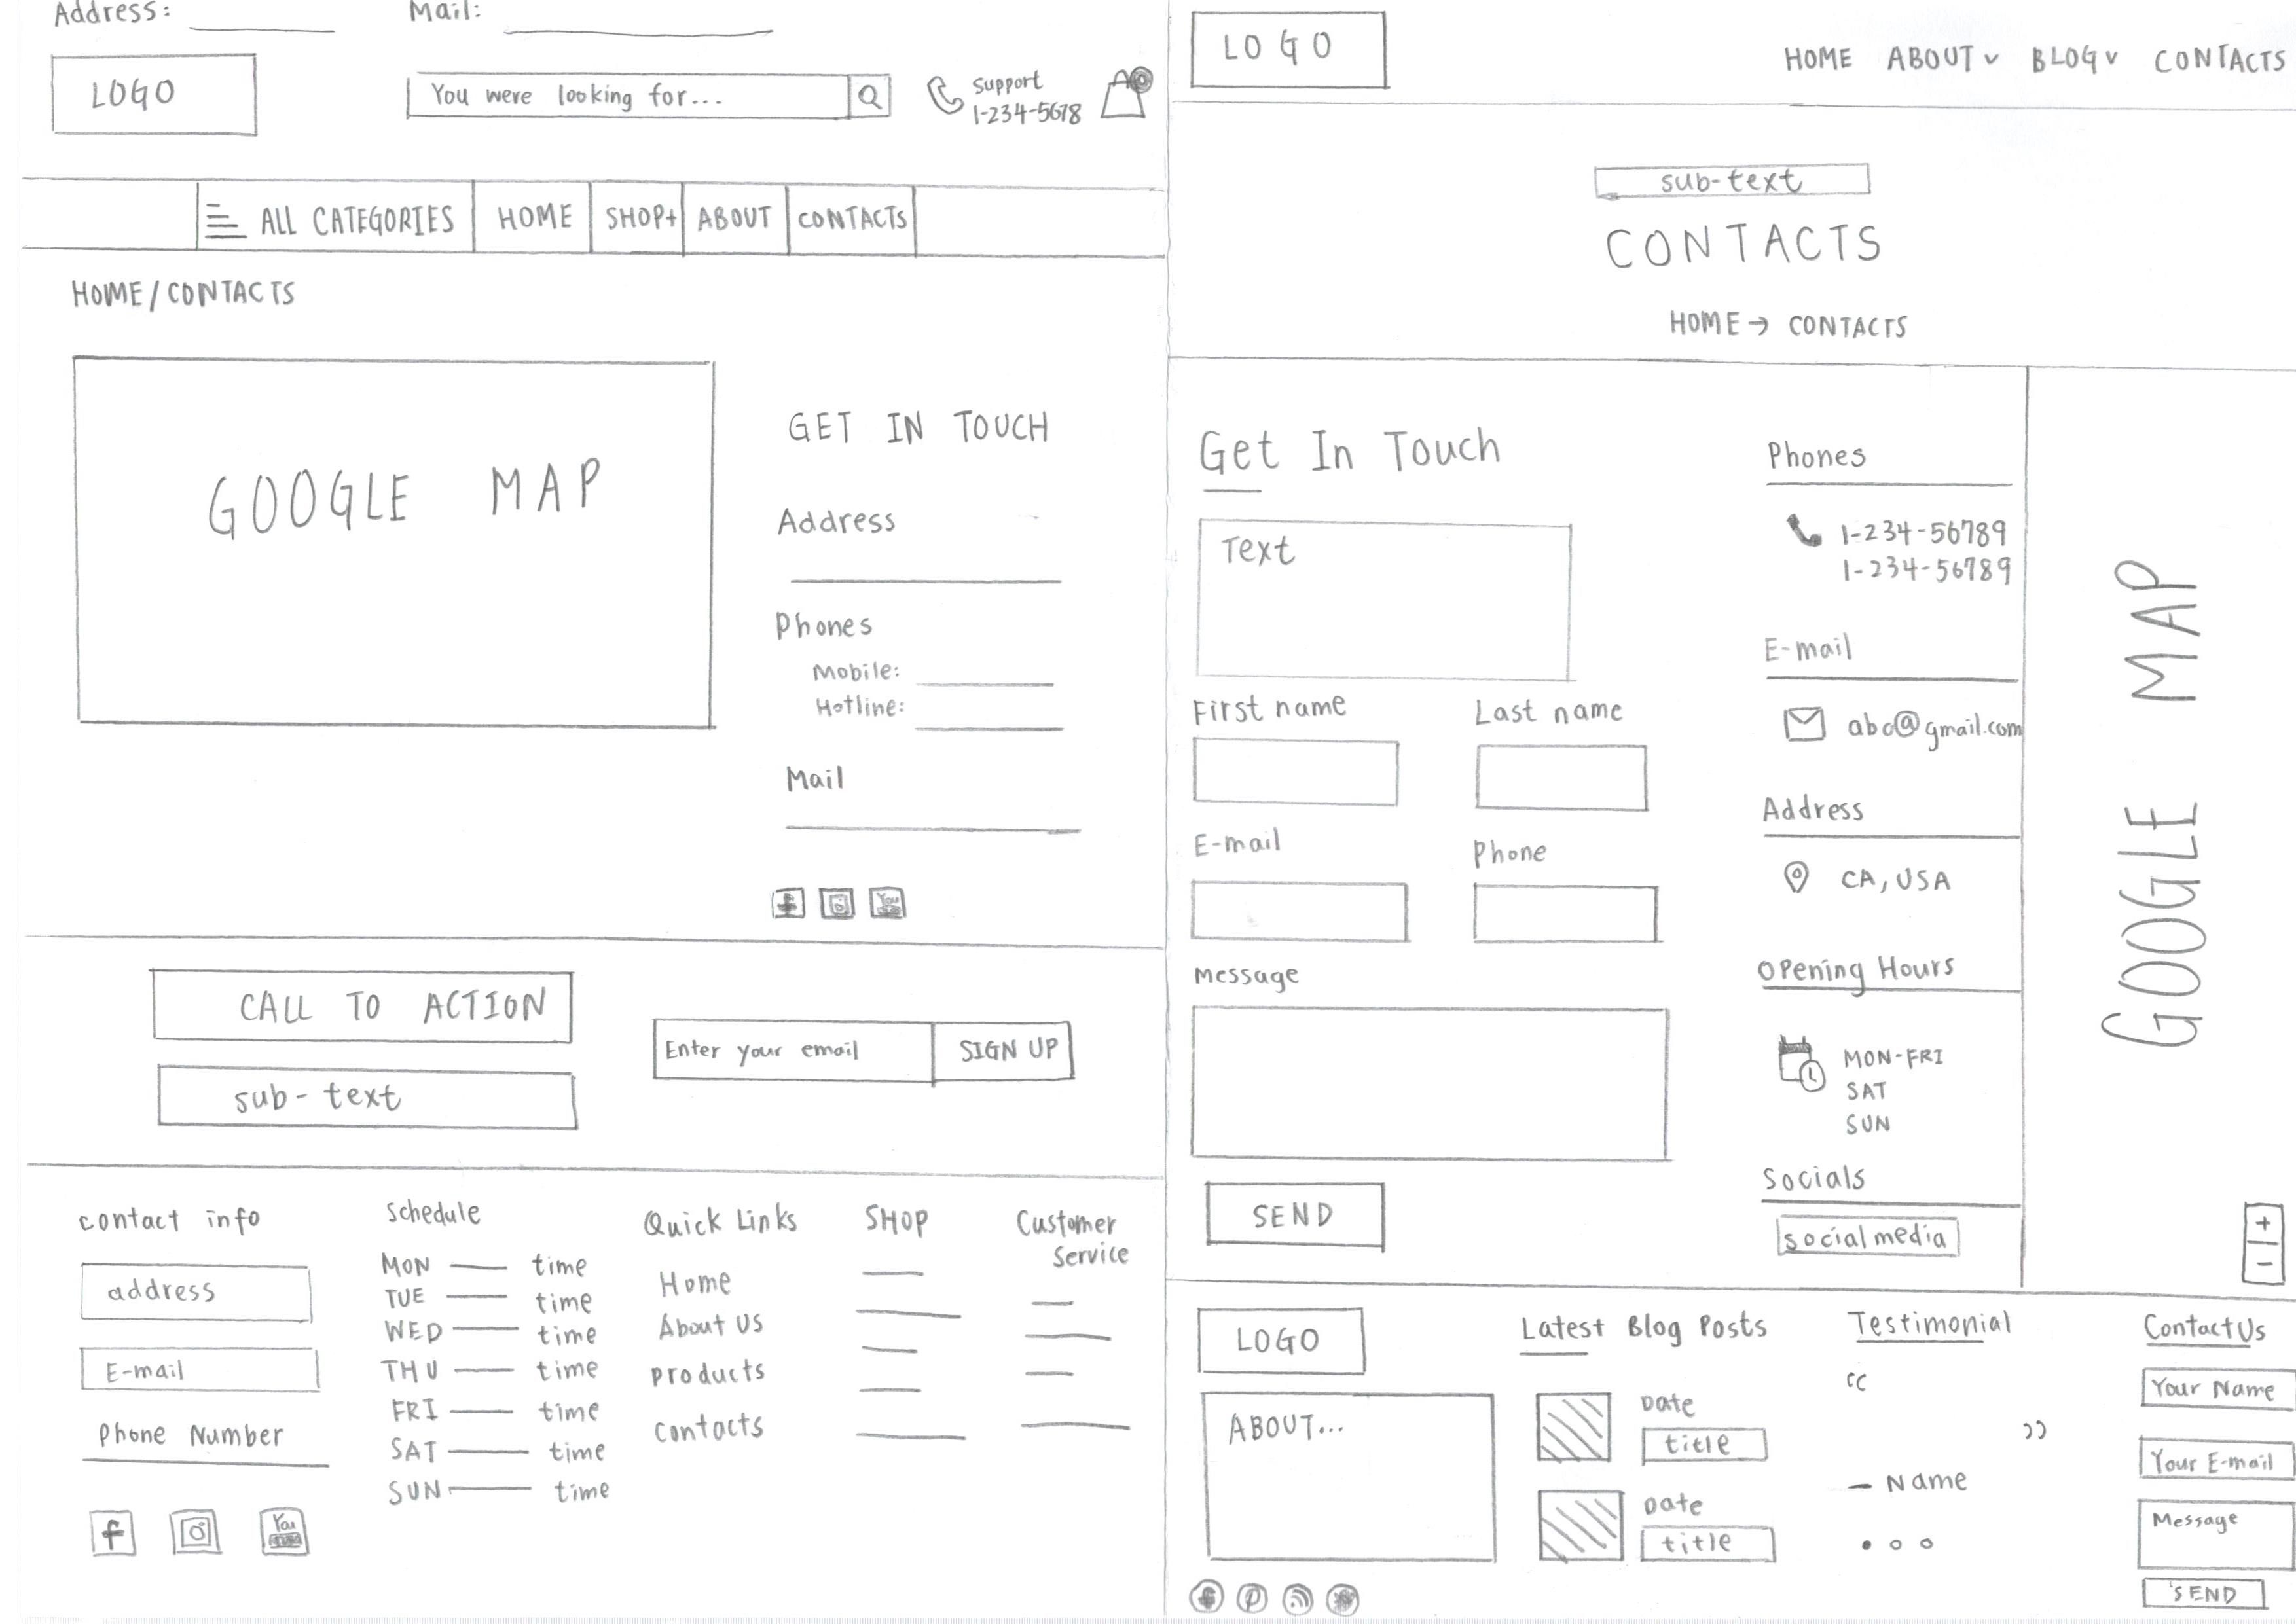 Address:
Mail:
LOGO
You were looking for...
Support
1-234-5678
ALL CATEGORIES
HOME
SHOP+
ABOUT
CONTACTS
HOME/CONTACTS
GOOGLE MAP
GET IN TOUCH
Address
Phones
Mobile:
Hotline:
Mail
f
You
CALL TO ACTION
sub-text
Enter your email
SIGN UP
contact info
address
E-mail
Phone Number
f
You
Schedule
MON — time
TUE — time
WED — time
THU — time
FRI — time
SAT — time
SUN — time
Quick Links
Home
About Us
products
contacts
SHOP
Customer
Service
LOGO
HOME
ABOUT
BLOG
CONTACTS
sub-text
CONTACTS
HOME → CONTACTS
Get In Touch
Text
First name
Last name
E-mail
Phone
Message
SEND
Phones
1-234-56789
1-234-56789
E-mail
abc@gmail.com
Address
CA, USA
Opening Hours
MON-FRI
SAT
SUN
Socials
social media
GOOGLE MAP
+
−
LOGO
ABOUT...
Latest Blog Posts
Date
title
Date
title
Testimonial
“
”
— Name
Contact Us
Your Name
Your E-mail
Message
SEND